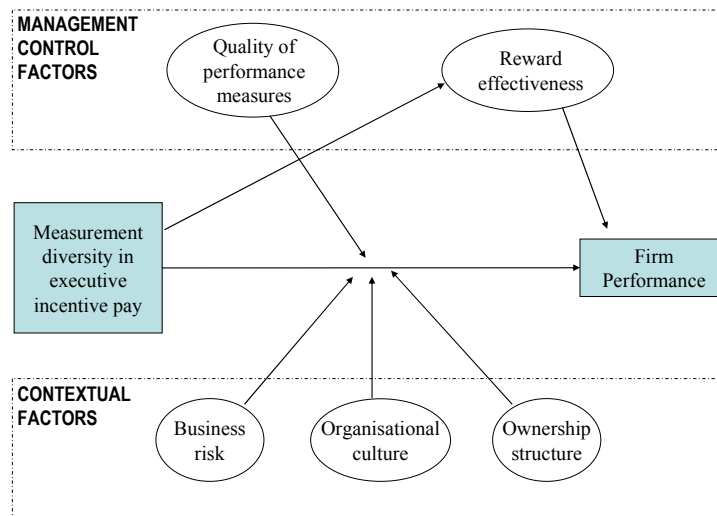 MANAGEMENT
CONTROL
FACTORS
Quality of
performance
measures
Reward
effectiveness
Measurement
diversity in
executive
incentive pay
Firm
Performance
CONTEXTUAL
FACTORS
Business
risk
Organisational
culture
Ownership
structure